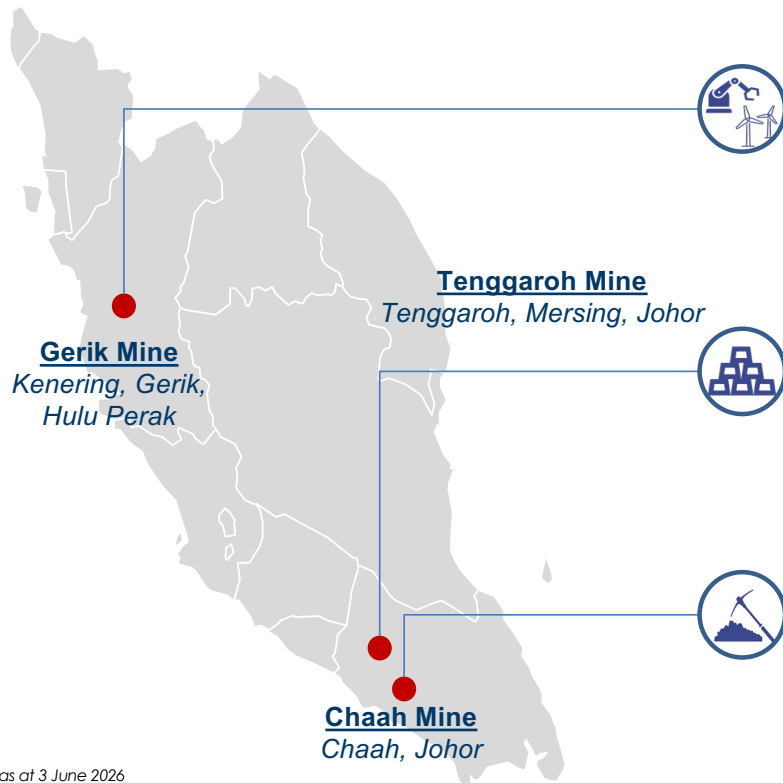 Tenggaroh Mine
Tenggaroh, Mersing, Johor
Gerik Mine
Kenering, Gerik,
Hulu Perak
Chaah Mine
Chaah, Johor
as at 3 June 2026